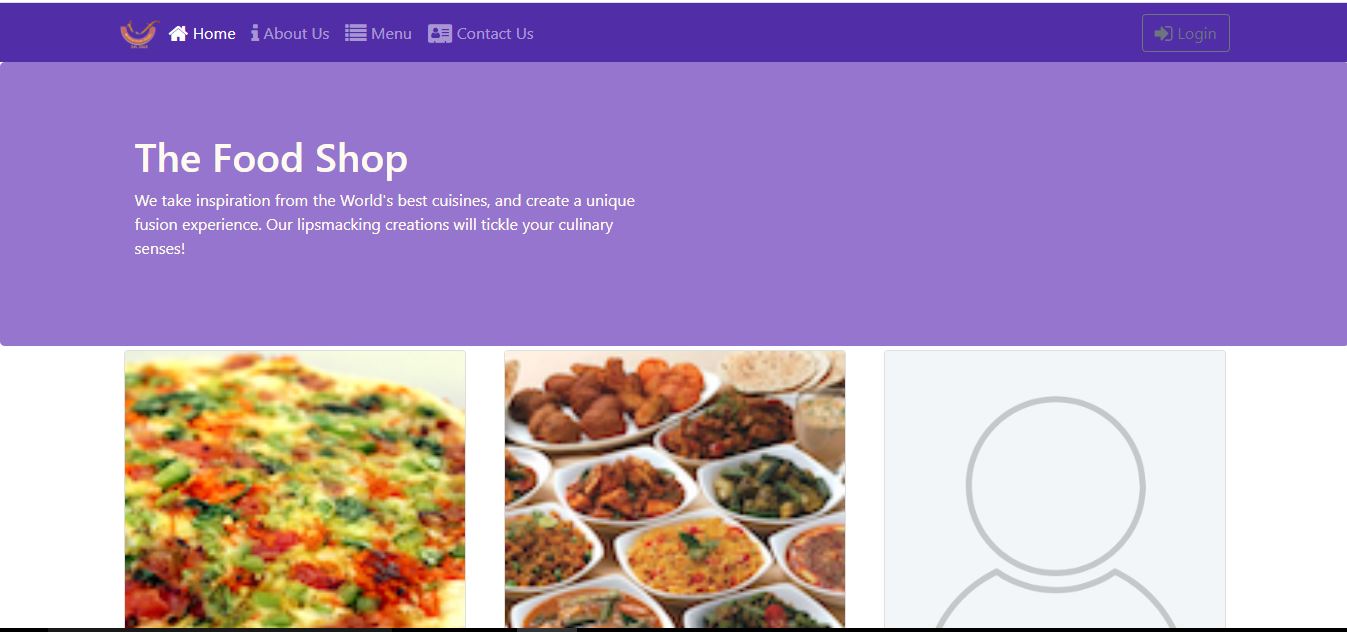 Home About Us Menu Contact Us Login
The Food Shop
We take inspiration from the World's best cuisines, and create a unique
fusion experience. Our lipsmacking creations will tickle your culinary
senses!